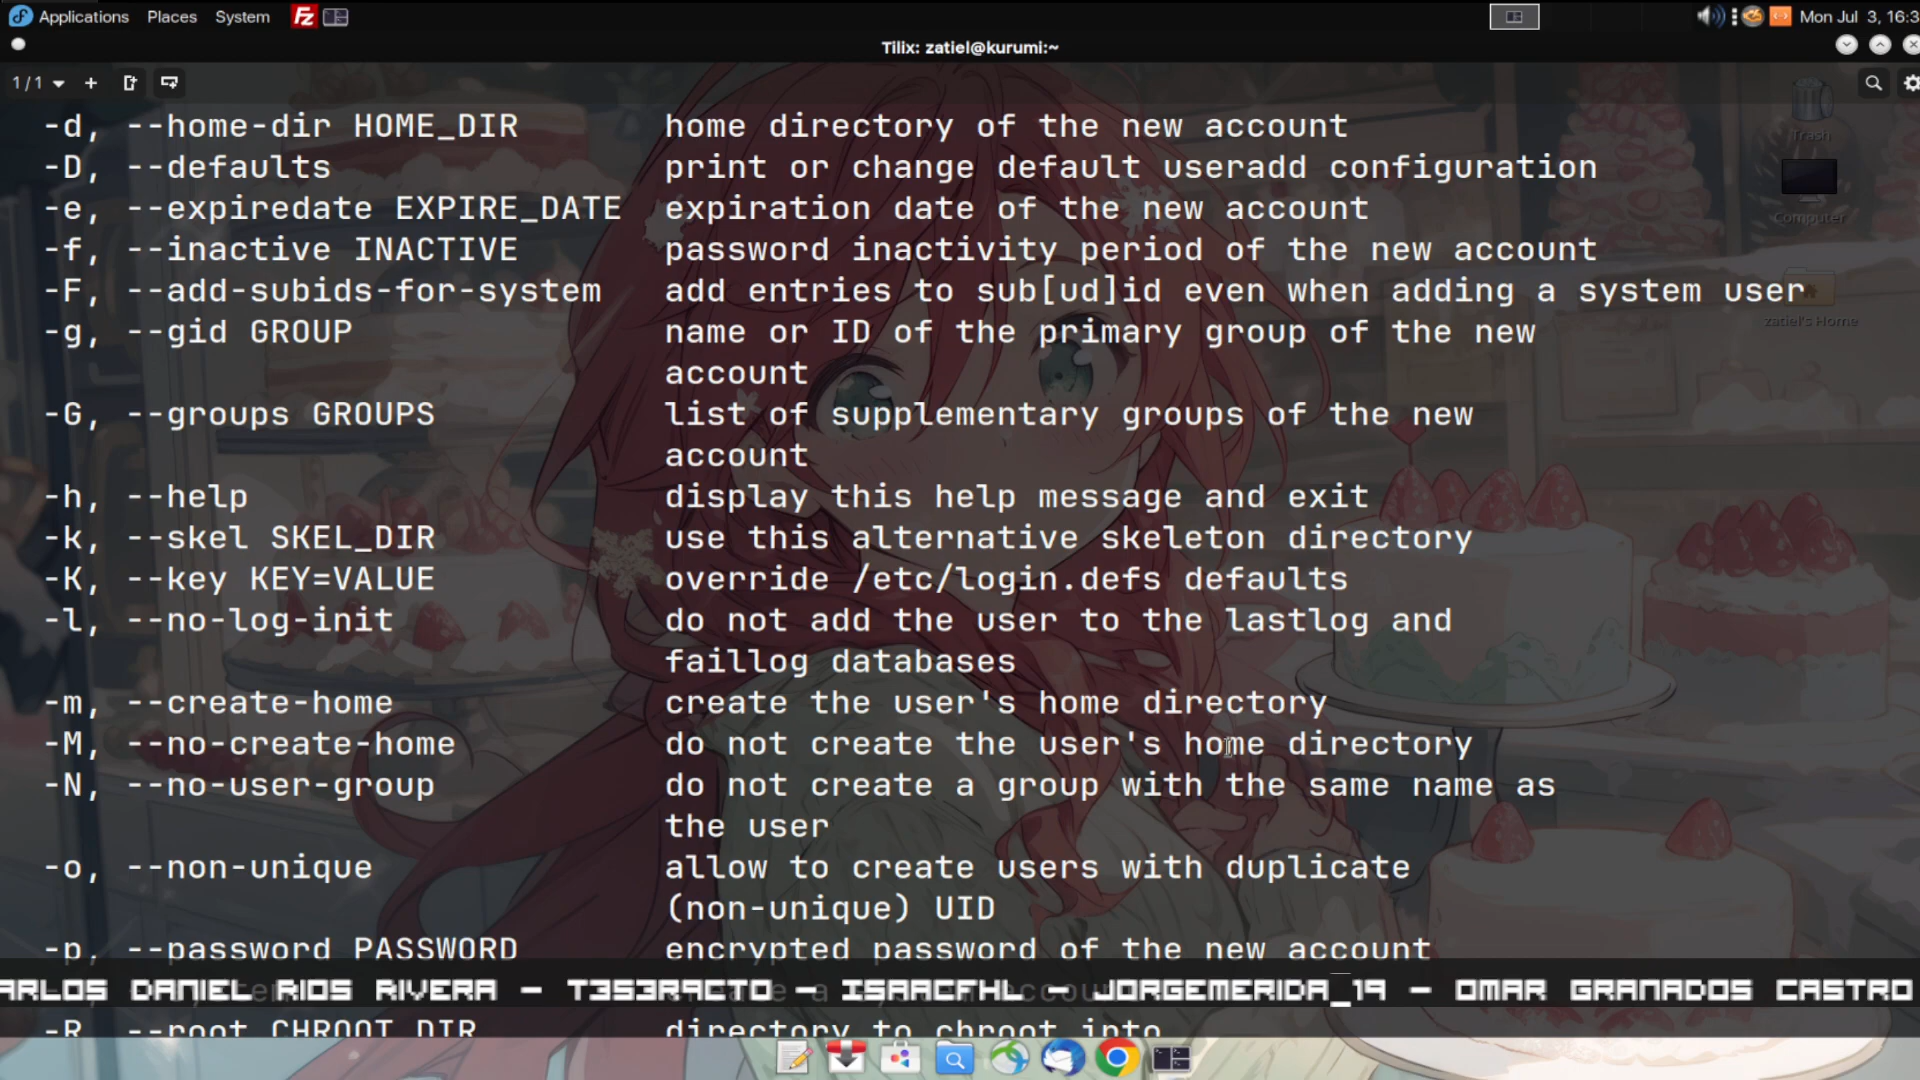 Applications Places System Mon Jul 3, 16:3
Tilix: zatiel@kurumi:~
1/1
-d, --home-dir HOME_DIR home directory of the new account
-D, --defaults print or change default useradd configuration
-e, --expiredate EXPIRE_DATE expiration date of the new account
-f, --inactive INACTIVE password inactivity period of the new account
-F, --add-subids-for-system add entries to sub[ud]id even when adding a system user
-g, --gid GROUP name or ID of the primary group of the new
account
-G, --groups GROUPS list of supplementary groups of the new
account
-h, --help display this help message and exit
-k, --skel SKEL_DIR use this alternative skeleton directory
-K, --key KEY=VALUE override /etc/login.defs defaults
-l, --no-log-init do not add the user to the lastlog and
faillog databases
-m, --create-home create the user's home directory
-M, --no-create-home do not create the user's home directory
-N, --no-user-group do not create a group with the same name as
the user
-o, --non-unique allow to create users with duplicate
(non-unique) UID
-p, --password PASSWORD encrypted password of the new account
ARLOS DANIEL RIOS RIVERA - T3S3R9CTO - ISAACFHL - JORGEMERIDA_19 - OMAR GRANADOS CASTRO
-R, --root CHROOT_DIR directory to chroot into
Trash
Computer
zatiel's Home